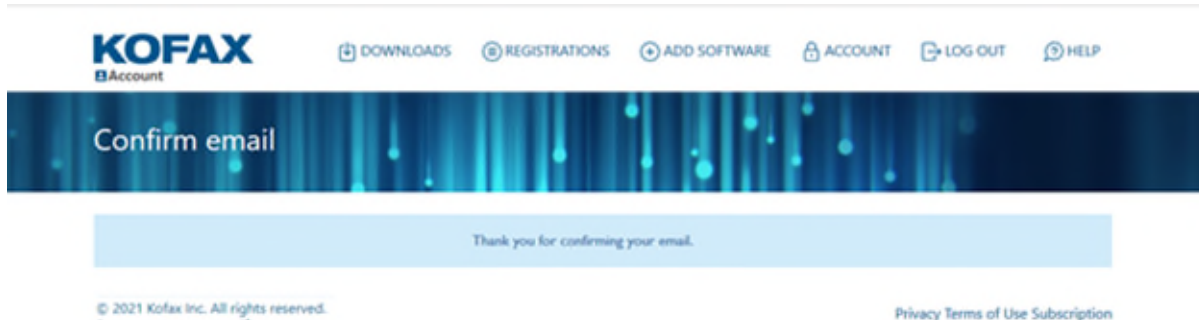 KOFAX
Account
DOWNLOADS
REGISTRATIONS
ADD SOFTWARE
ACCOUNT
LOG OUT
HELP
Confirm email
Thank you for confirming your email.
© 2021 Kofax Inc. All rights reserved.
Privacy Terms of Use Subscription